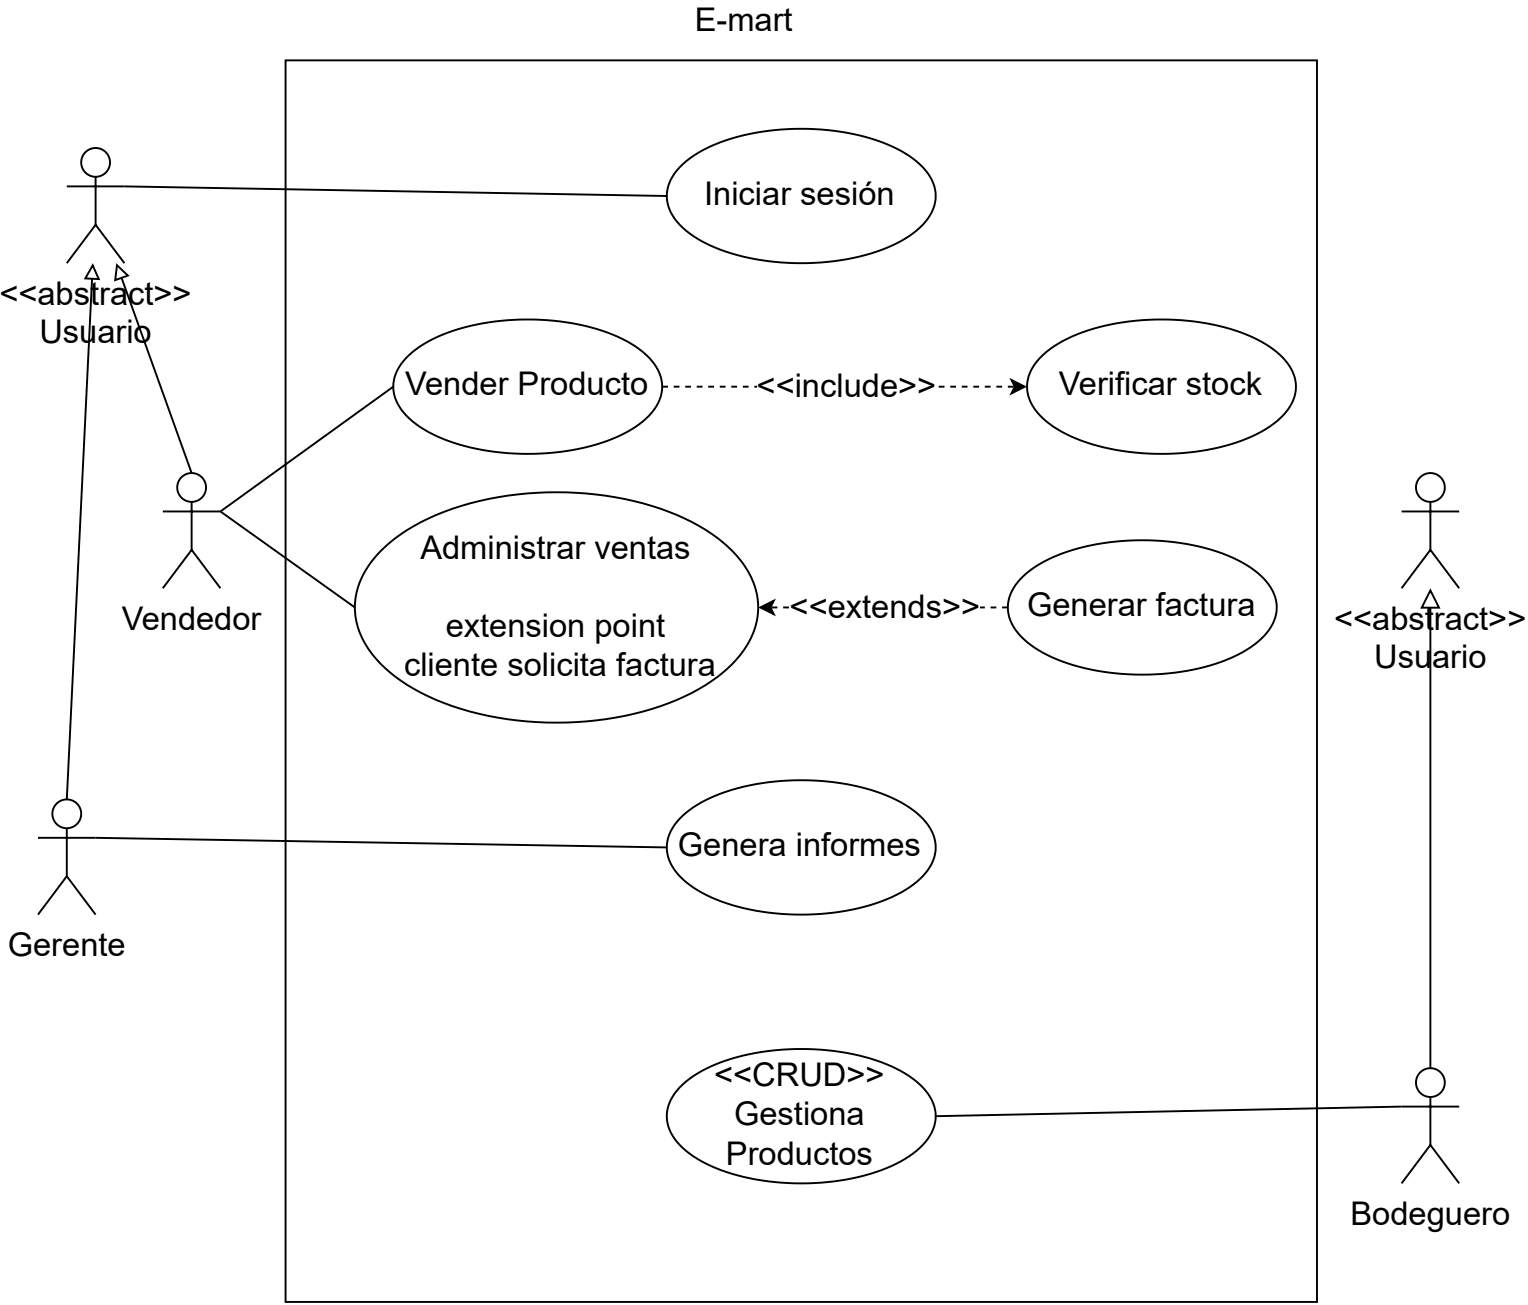 E-mart
Iniciar sesión
<<abstract>>
Usuario
Vender Producto
<<include>>
Verificar stock
Vendedor
Administrar ventas
extension point
cliente solicita factura
<<extends>>
Generar factura
<<abstract>>
Usuario
Genera informes
Gerente
<<CRUD>>
Gestiona
Productos
Bodeguero